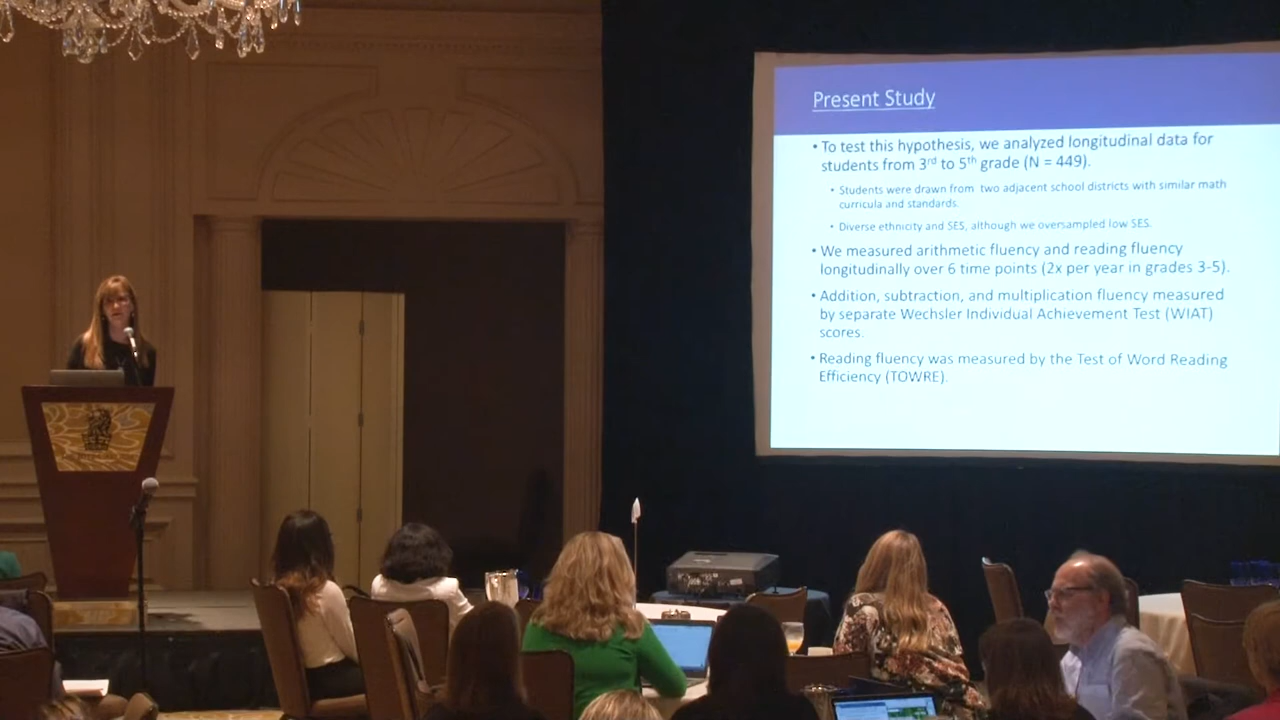 Present Study
• To test this hypothesis, we analyzed longitudinal data for
students from 3rd to 5th grade (N = 449).
• Students were drawn from two adjacent school districts with similar math
curricula and standards.
• Diverse ethnicity and SES, although we oversampled low SES.
• We measured arithmetic fluency and reading fluency
longitudinally over 6 time points (2x per year in grades 3-5).
• Addition, subtraction, and multiplication fluency measured
by separate Wechsler Individual Achievement Test (WIAT)
scores.
• Reading fluency was measured by the Test of Word Reading
Efficiency (TOWRE).